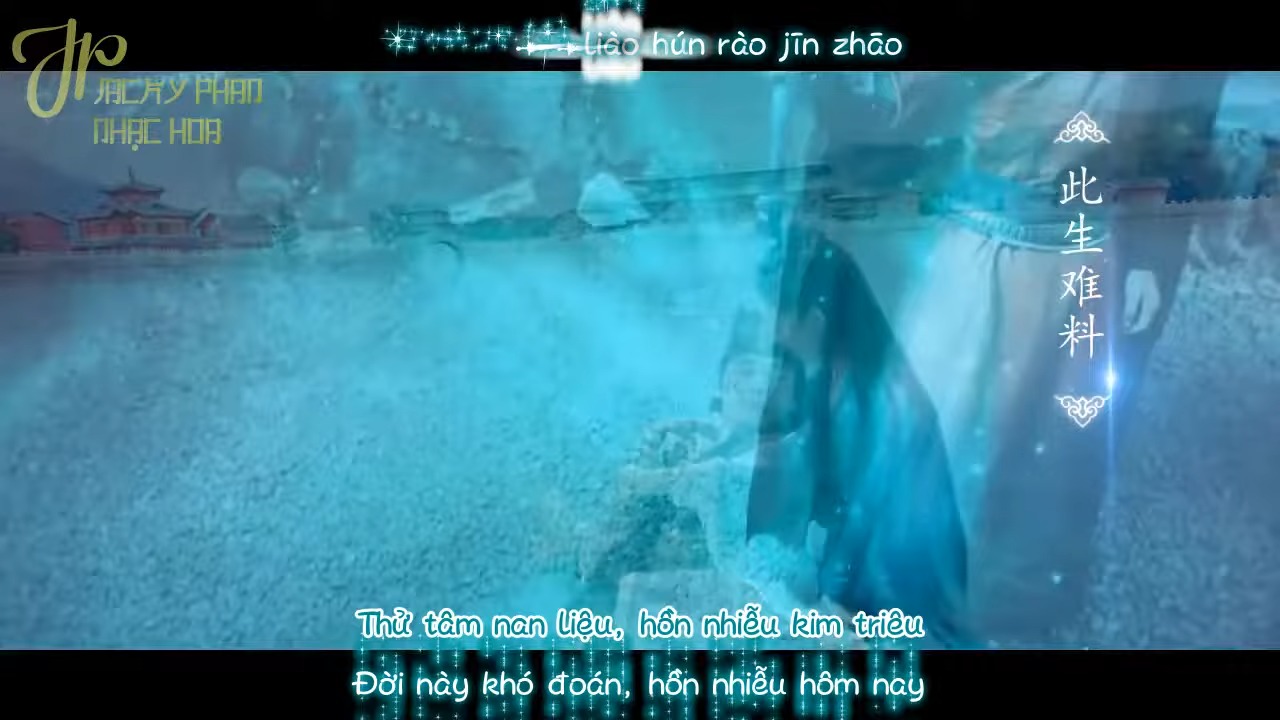 liào hún rào jīn zhāo
JP
JACKY PHAN
NHẠC HOA
此生难料
Thử tâm nan liệu, hồn nhiễu kim triêu
Đời này khó đoán, hồn nhiễu hôm nay